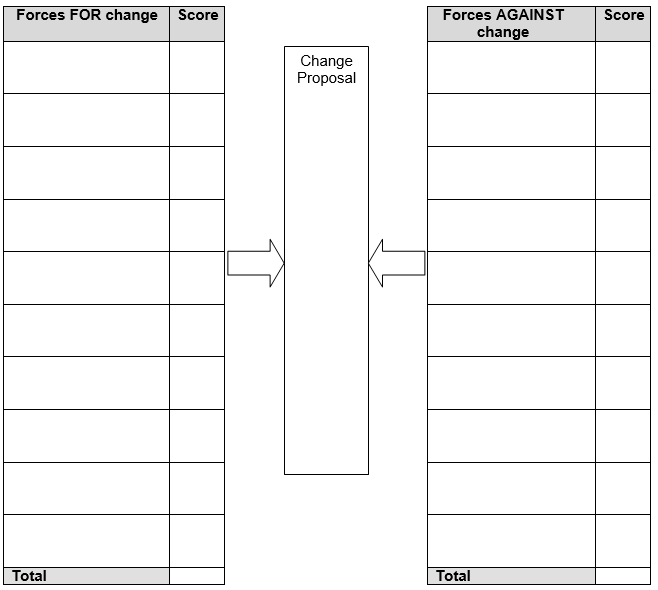 Forces FOR change Score
Change
Proposal
Forces AGAINST
change
Score
Total
Total